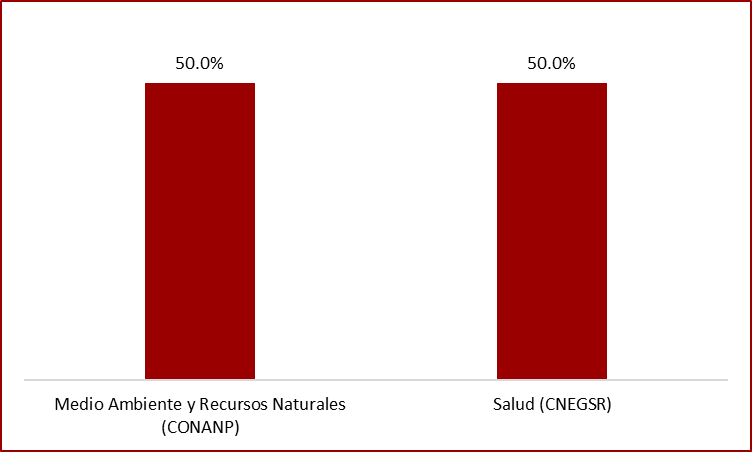 50.0% 50.0%
Medio Ambiente y Recursos Naturales
(CONANP)
Salud (CNEGSR)